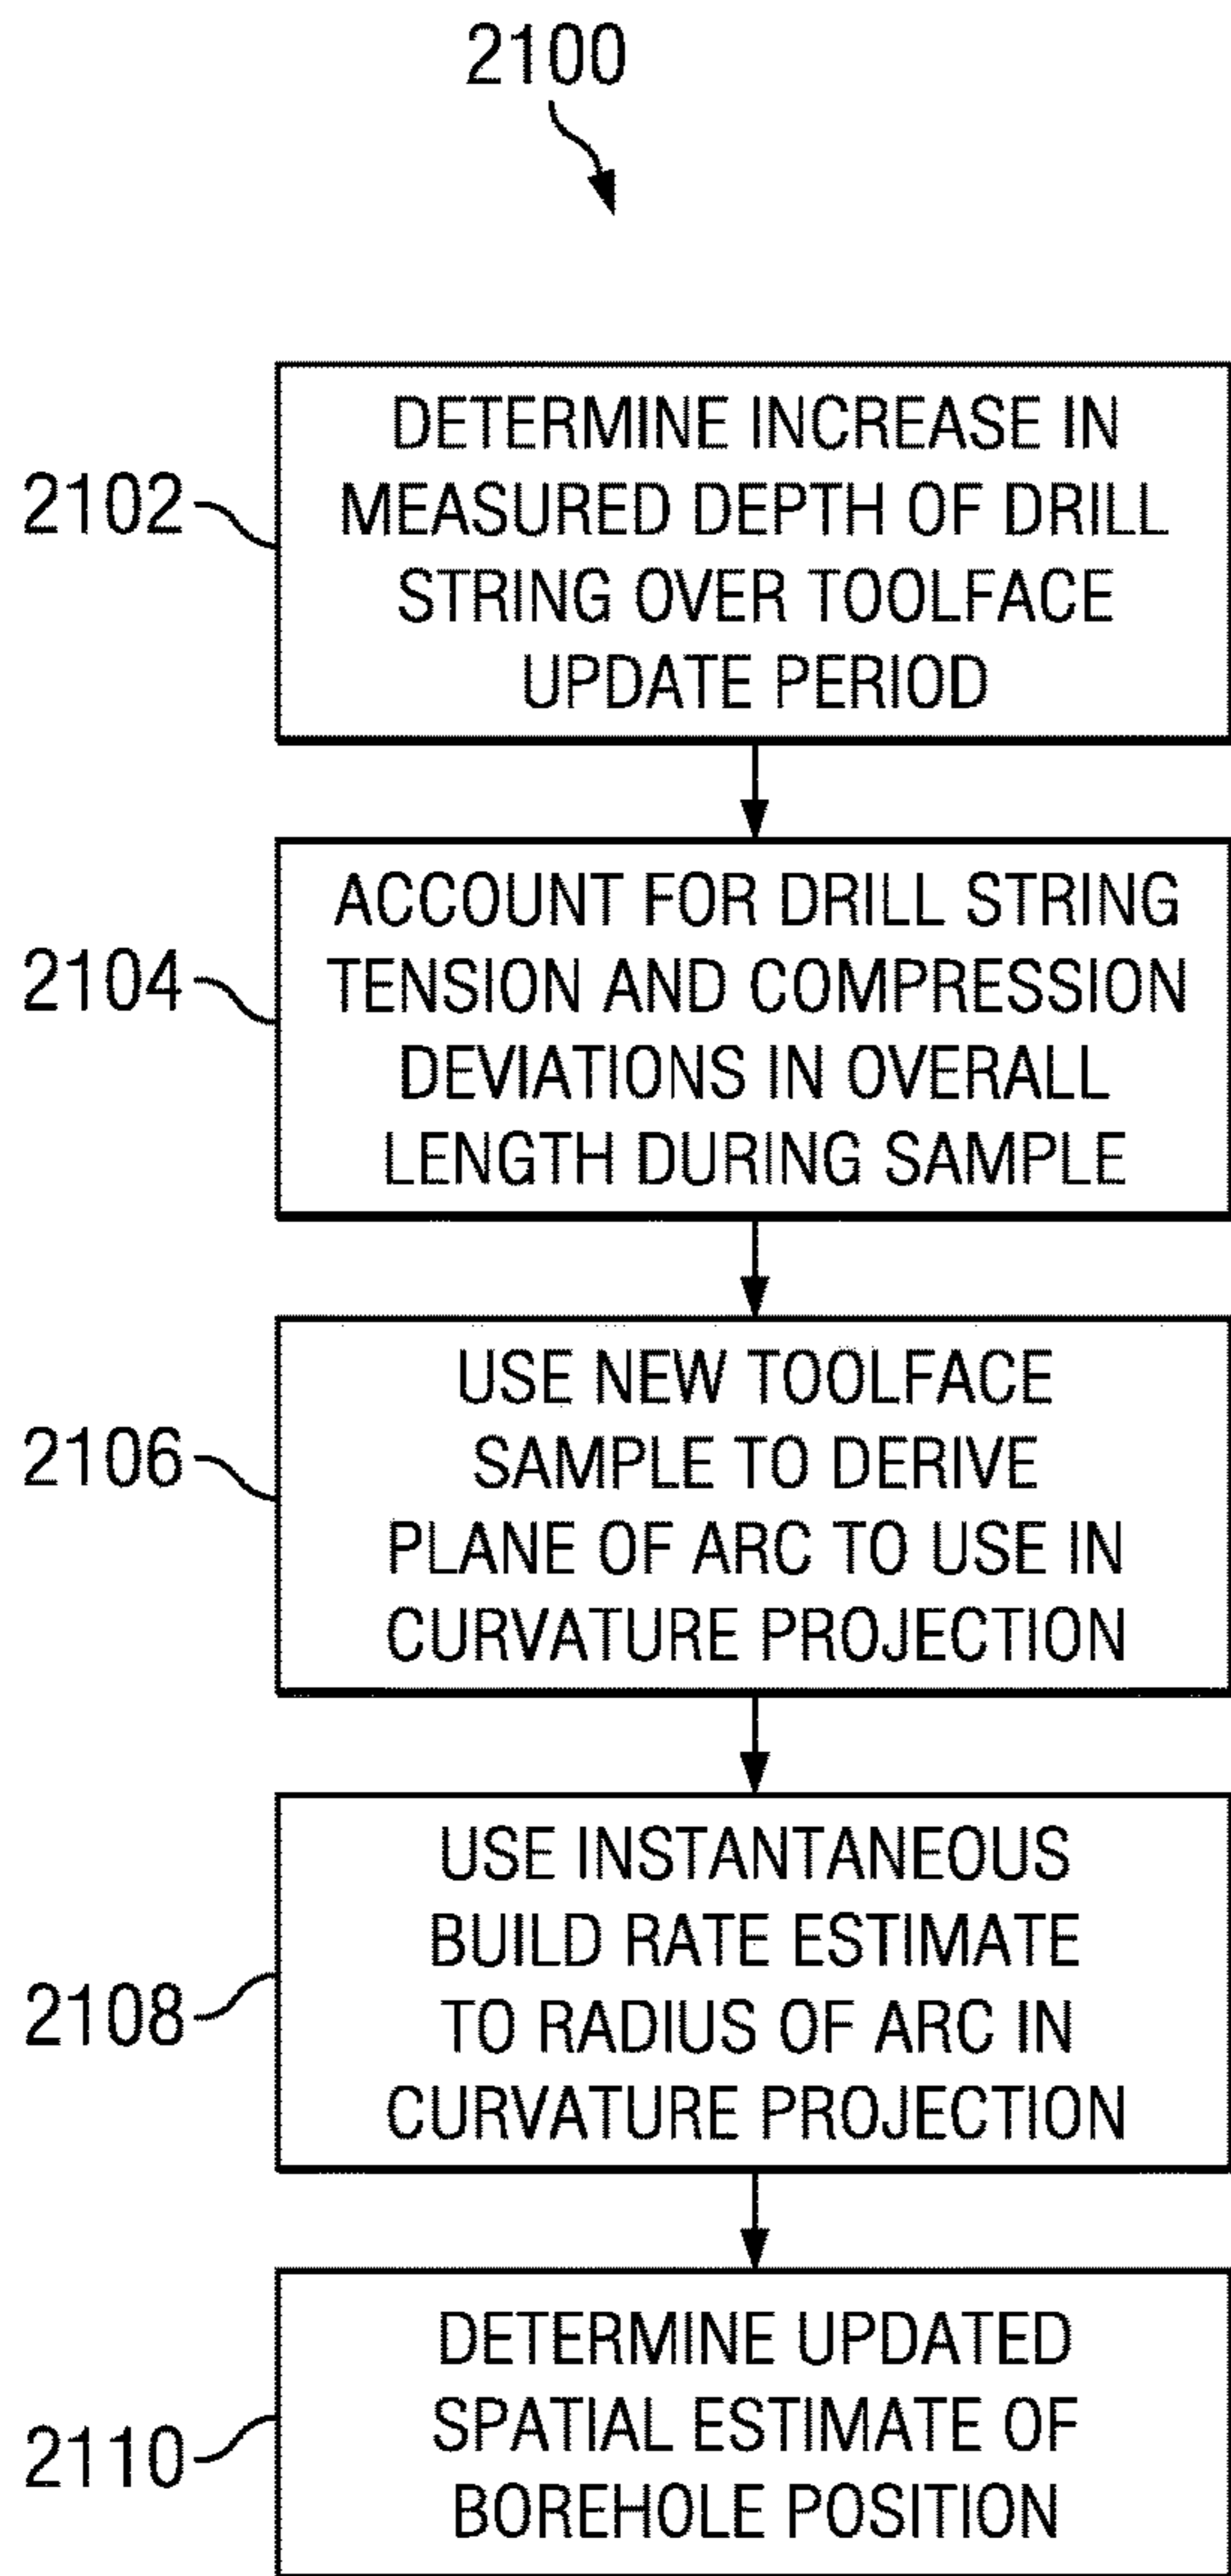 2100
2102
DETERMINE INCREASE IN
MEASURED DEPTH OF DRILL
STRING OVER TOOLFACE
UPDATE PERIOD
2104
ACCOUNT FOR DRILL STRING
TENSION AND COMPRESSION
DEVIATIONS IN OVERALL
LENGTH DURING SAMPLE
2106
USE NEW TOOLFACE
SAMPLE TO DERIVE
PLANE OF ARC TO USE IN
CURVATURE PROJECTION
2108
USE INSTANTANEOUS
BUILD RATE ESTIMATE
TO RADIUS OF ARC IN
CURVATURE PROJECTION
2110
DETERMINE UPDATED
SPATIAL ESTIMATE OF
BOREHOLE POSITION